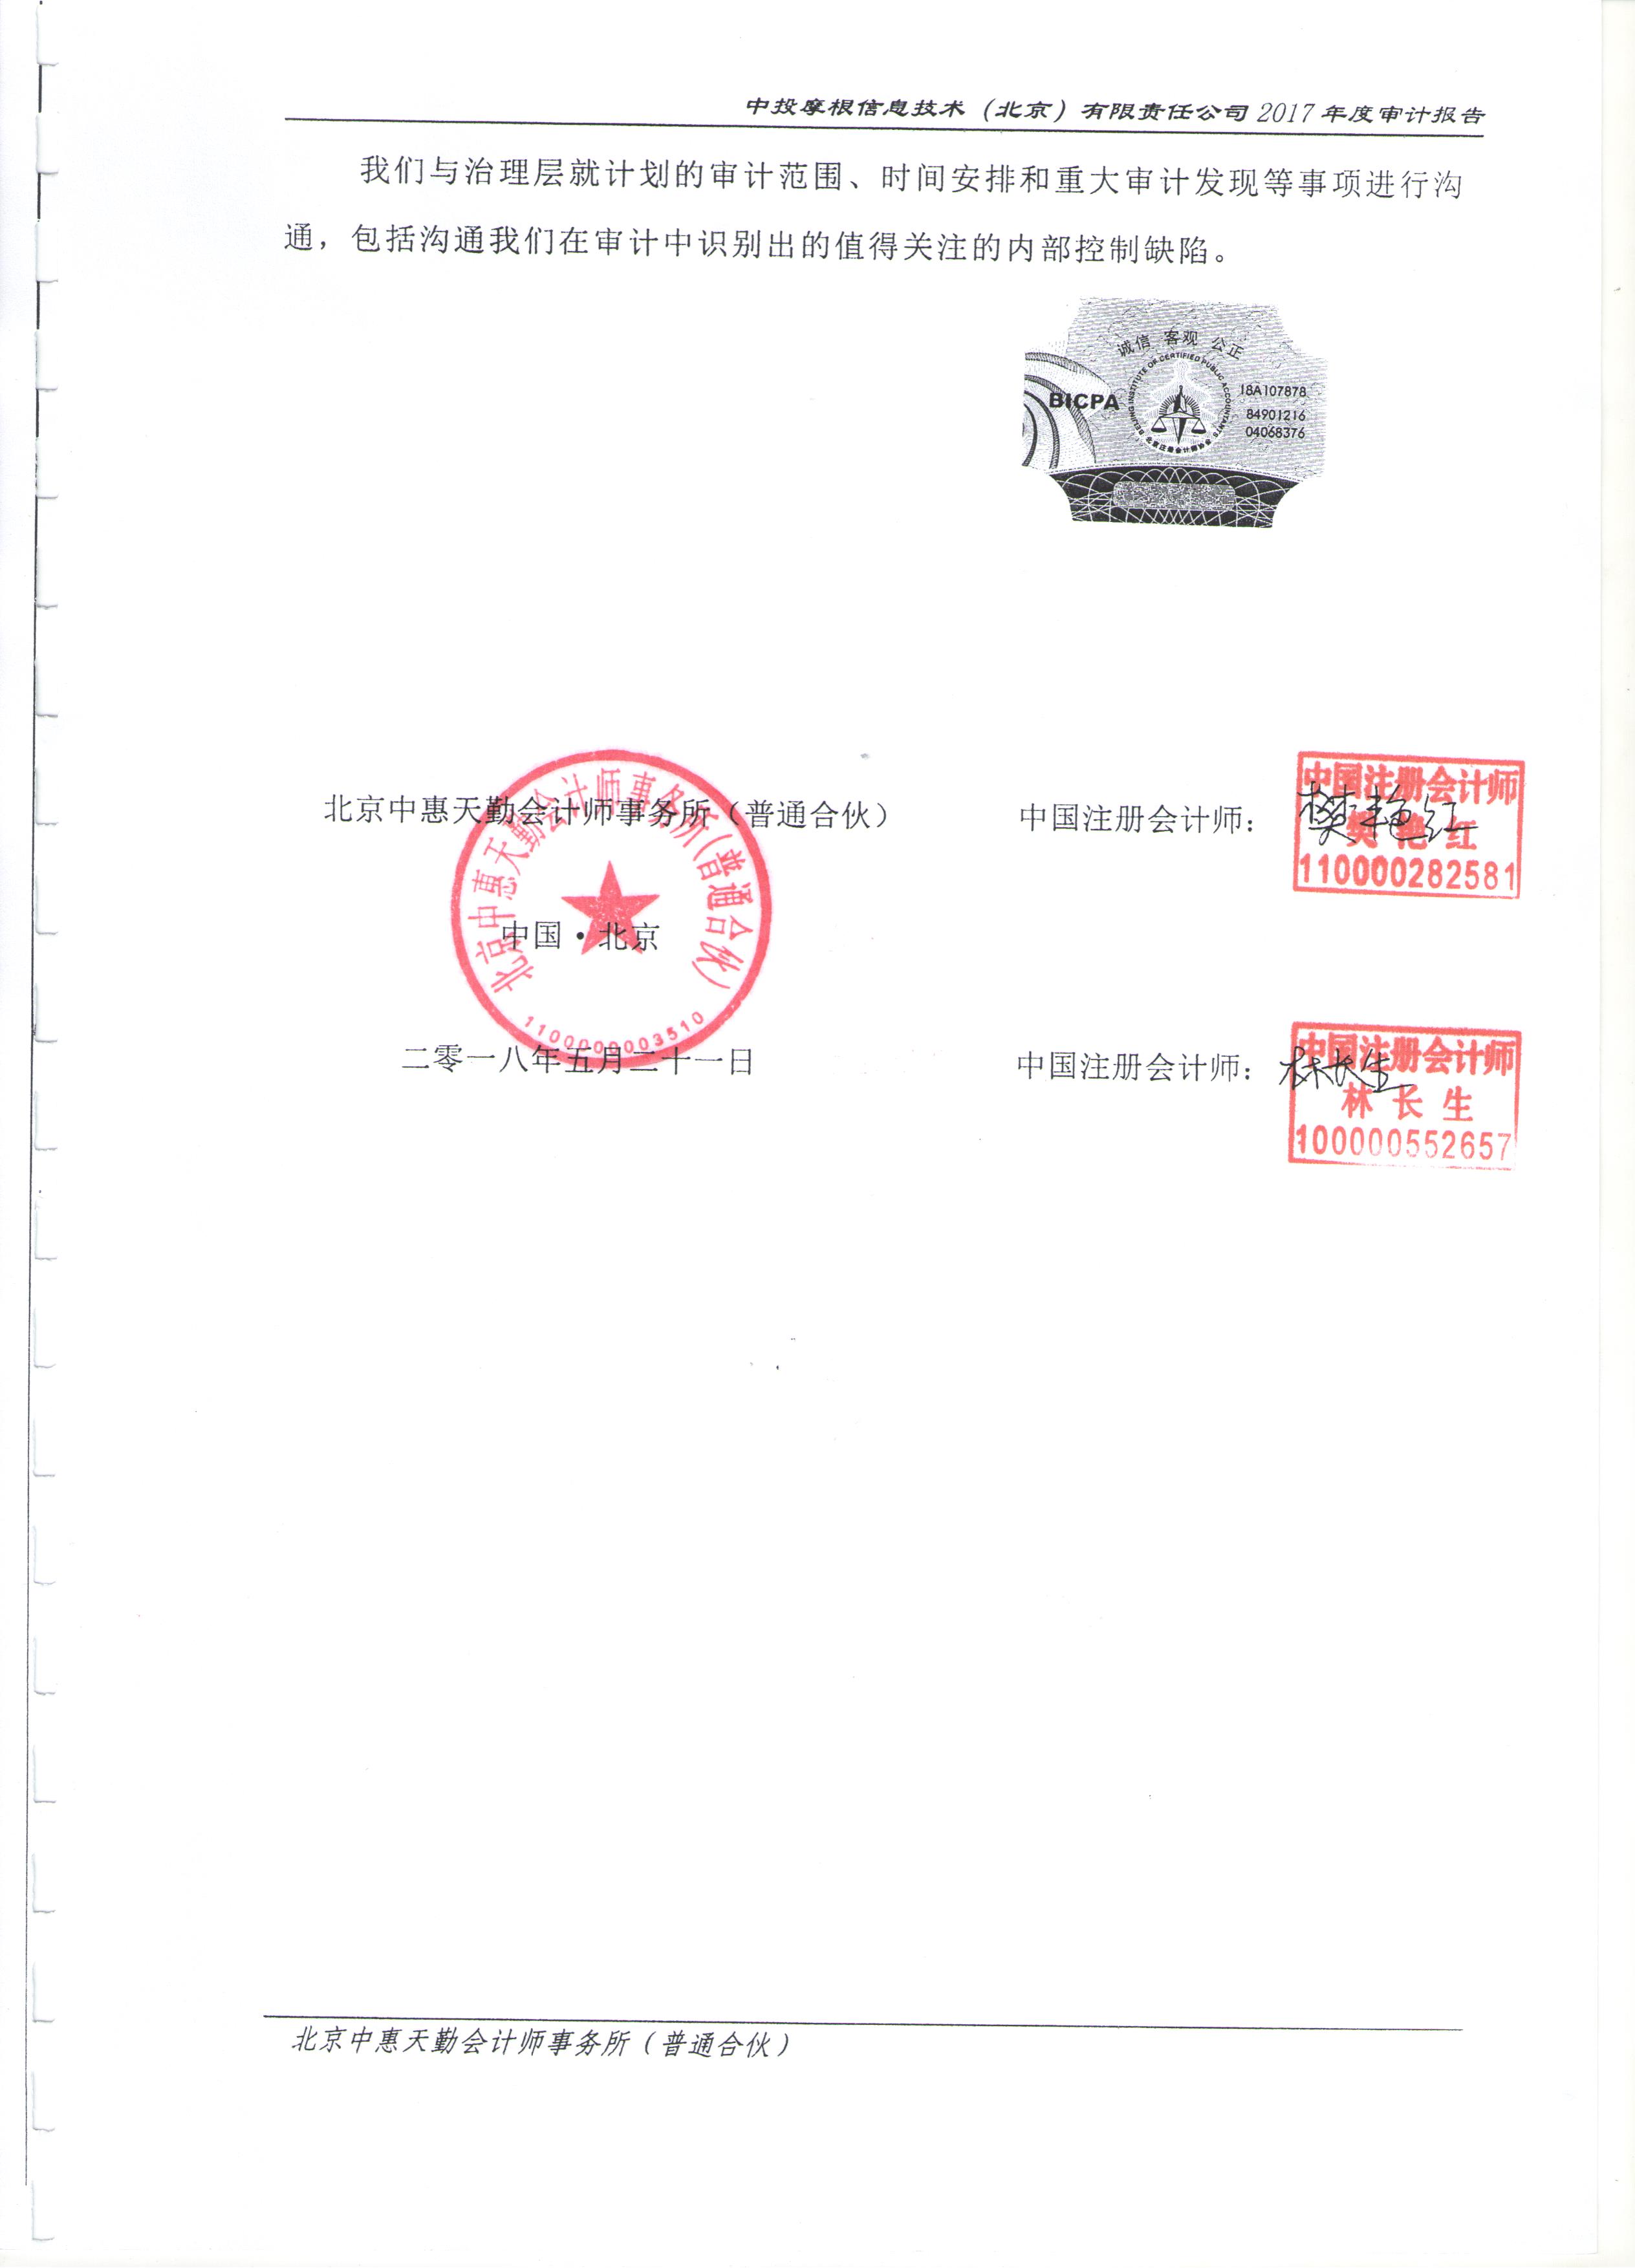 中投摩根信息技术（北京）有限责任公司 2017 年度审计报告
我们与治理层就计划的审计范围、时间安排和重大审计发现等事项进行沟
通，包括沟通我们在审计中识别出的值得关注的内部控制缺陷。
诚信 客观 公正
BEIJING INSTITUTE OF CERTIFIED PUBLIC ACCOUNTANTS
北京注册会计师协会
BICPA
18A107878
84901216
04068376
北京中惠天勤会计师事务所（普通合伙）
中国·北京
二零一八年五月二十一日
北京中惠天勤会计师事务所(普通合伙)
1100000003510
中国注册会计师：
樊艳红
中国注册会计师
樊艳红
110000282581
中国注册会计师：
林长生
中国注册会计师
林长生
100000552657
北京中惠天勤会计师事务所（普通合伙）